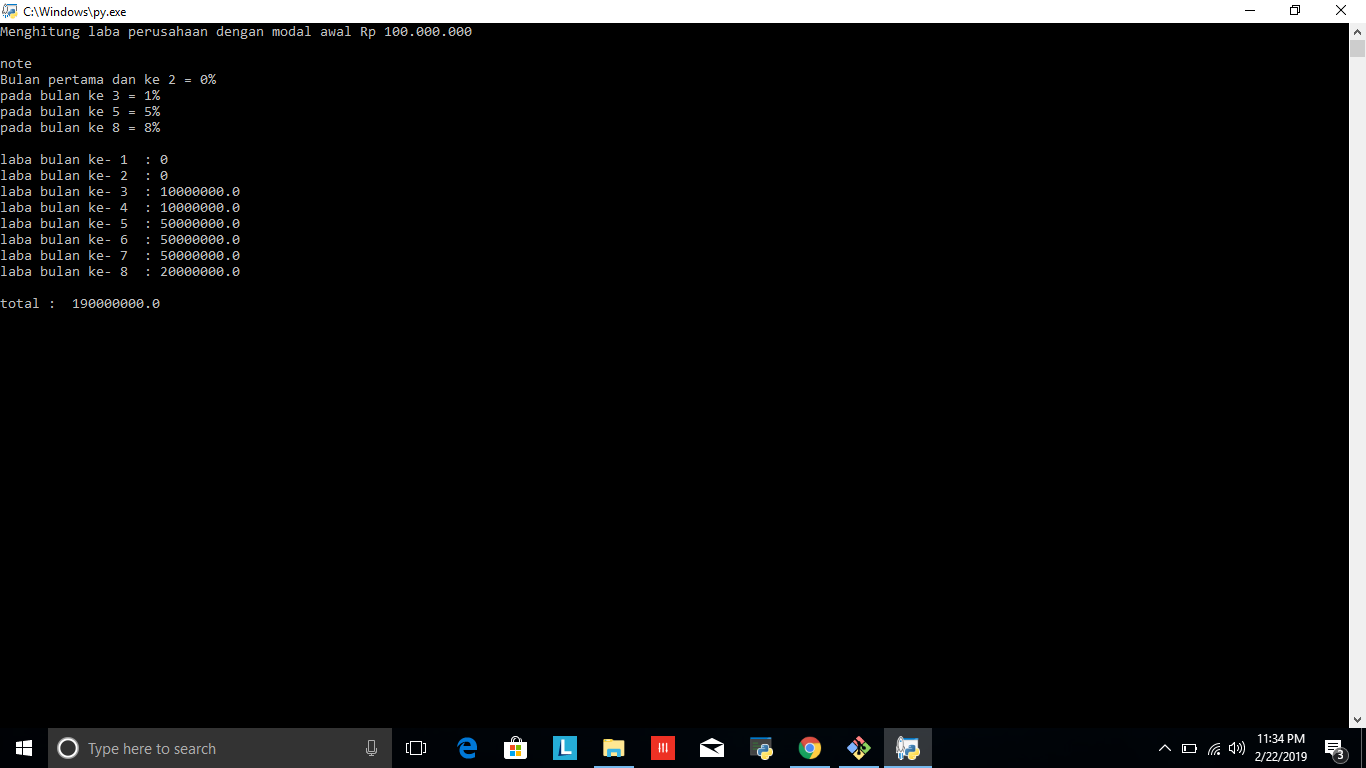 C:\Windows\py.exe
Menghitung laba perusahaan dengan modal awal Rp 100.000.000
note
Bulan pertama dan ke 2 = 0%
pada bulan ke 3 = 1%
pada bulan ke 5 = 5%
pada bulan ke 8 = 8%
laba bulan ke- 1  : 0
laba bulan ke- 2  : 0
laba bulan ke- 3  : 10000000.0
laba bulan ke- 4  : 10000000.0
laba bulan ke- 5  : 50000000.0
laba bulan ke- 6  : 50000000.0
laba bulan ke- 7  : 50000000.0
laba bulan ke- 8  : 20000000.0
total :  190000000.0
Type here to search
L
11:34 PM
2/22/2019
3